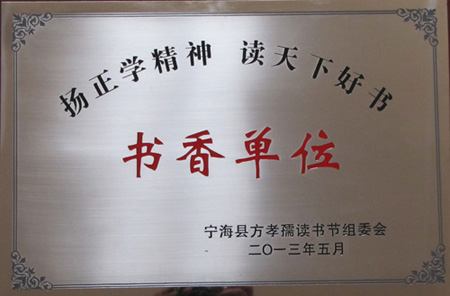 扬正学精神 读天下好书
书香单位
宁海县方孝孺读书节组委会
二〇一三年五月